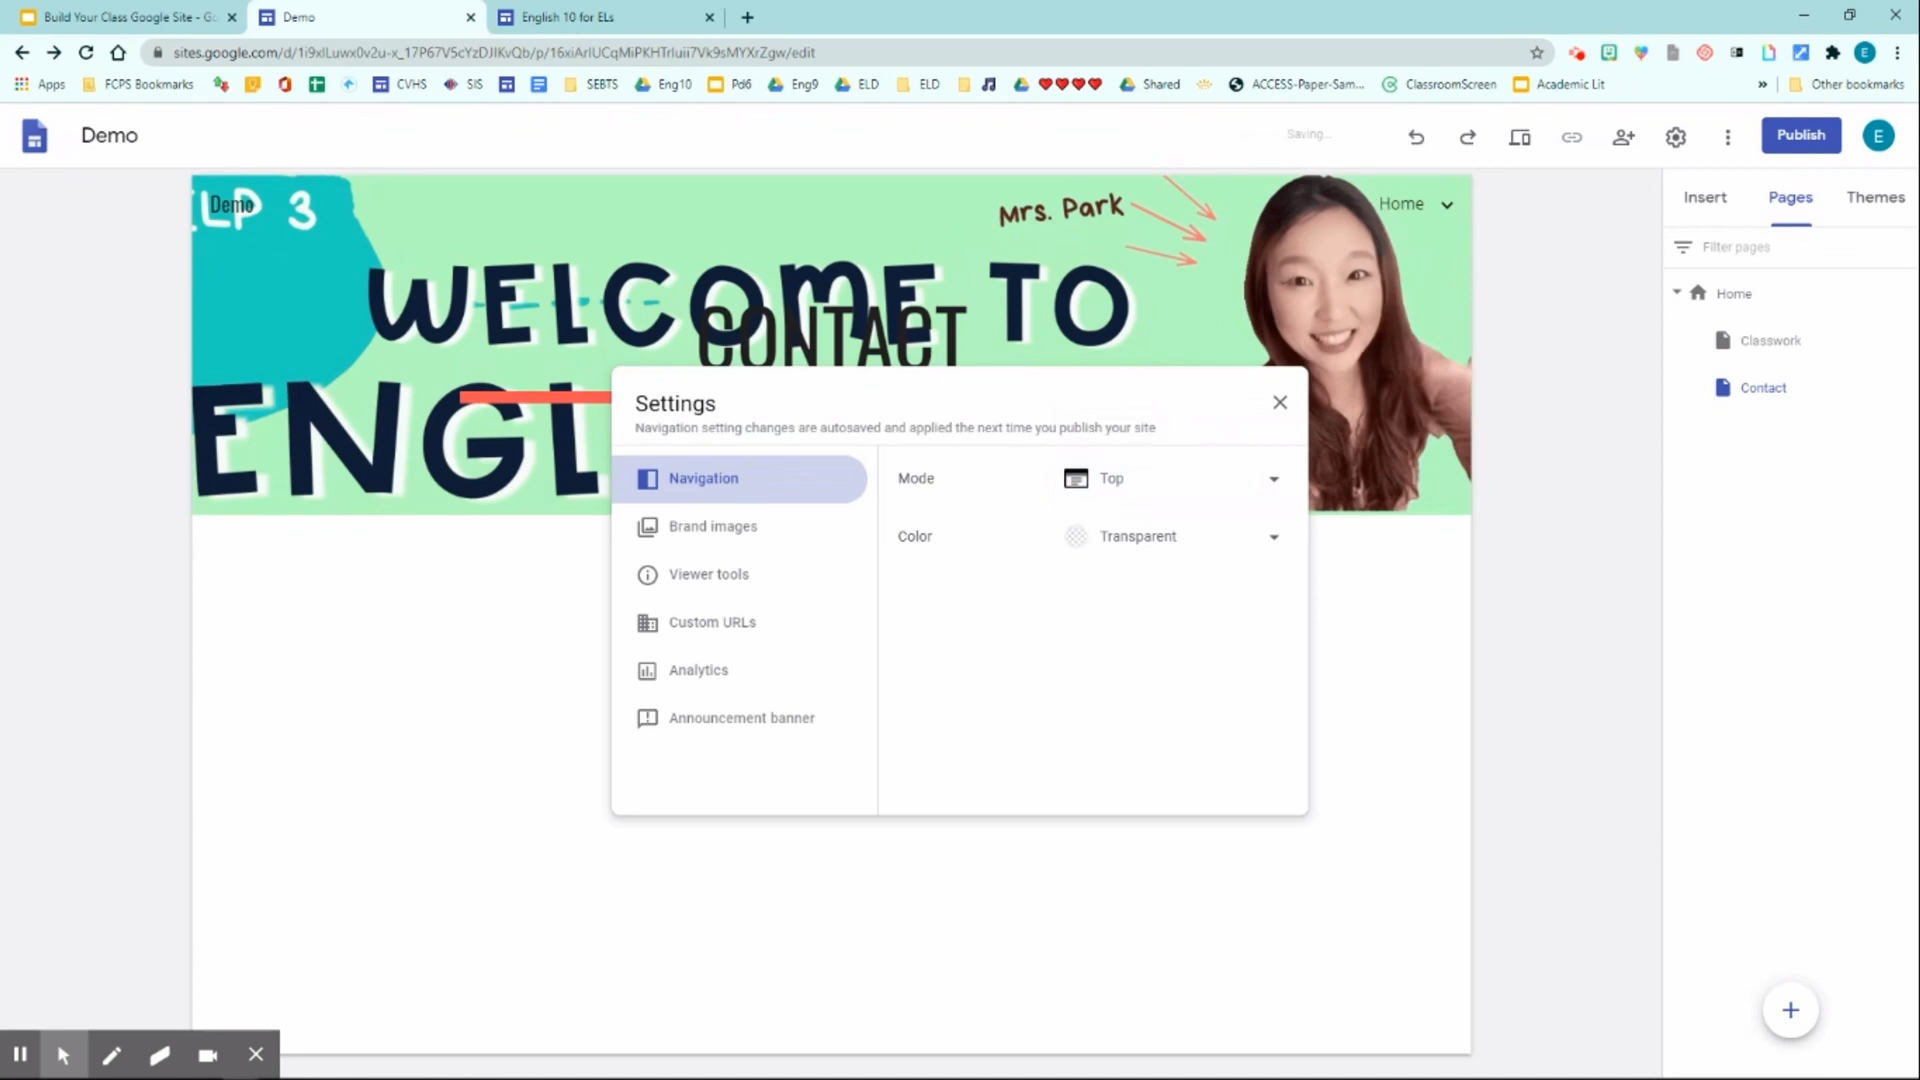 Build Your Class Google Site - Go
Demo
English 10 for ELs
sites.google.com/d/1i9xlLuwx0v2u-x_17P67V5cYzDJIKvQb/p/16xiArlUCqMiPKHTrluii7Vk9sMYXrZgw/edit
Apps
FCPS Bookmarks
CVHS
SIS
SEBTS
Eng10
Pd6
Eng9
ELD
ELD
Shared
ACCESS-Paper-Sam...
ClassroomScreen
Academic Lit
»
Other bookmarks
Demo
Saving...
Publish
E
Demo
LP 3
Mrs. Park
Home
WELCOME TO
CONTACT
ENGL
Insert
Pages
Themes
Filter pages
Home
Classwork
Contact
Settings
Navigation setting changes are autosaved and applied the next time you publish your site
Navigation
Mode
Top
Brand images
Color
Transparent
Viewer tools
Custom URLs
Analytics
Announcement banner